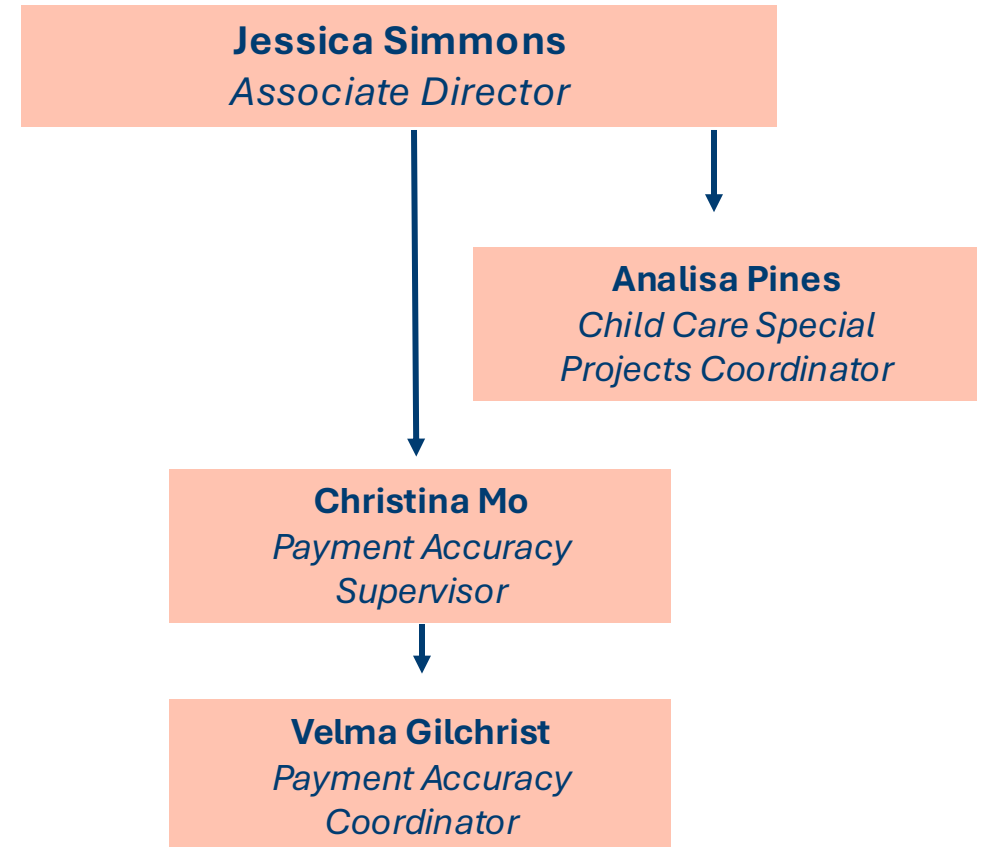 Jessica Simmons
Associate Director
Analisa Pines
Child Care Special
Projects Coordinator
Christina Mo
Payment Accuracy
Supervisor
Velma Gilchrist
Payment Accuracy
Coordinator